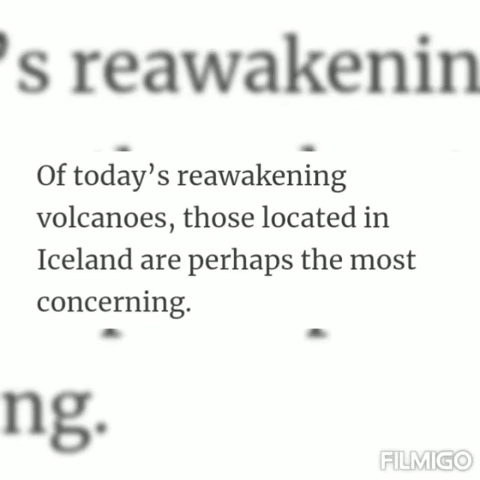 's reawakenin
Of today’s reawakening
volcanoes, those located in
Iceland are perhaps the most
concerning.
ng.
FILMIGO